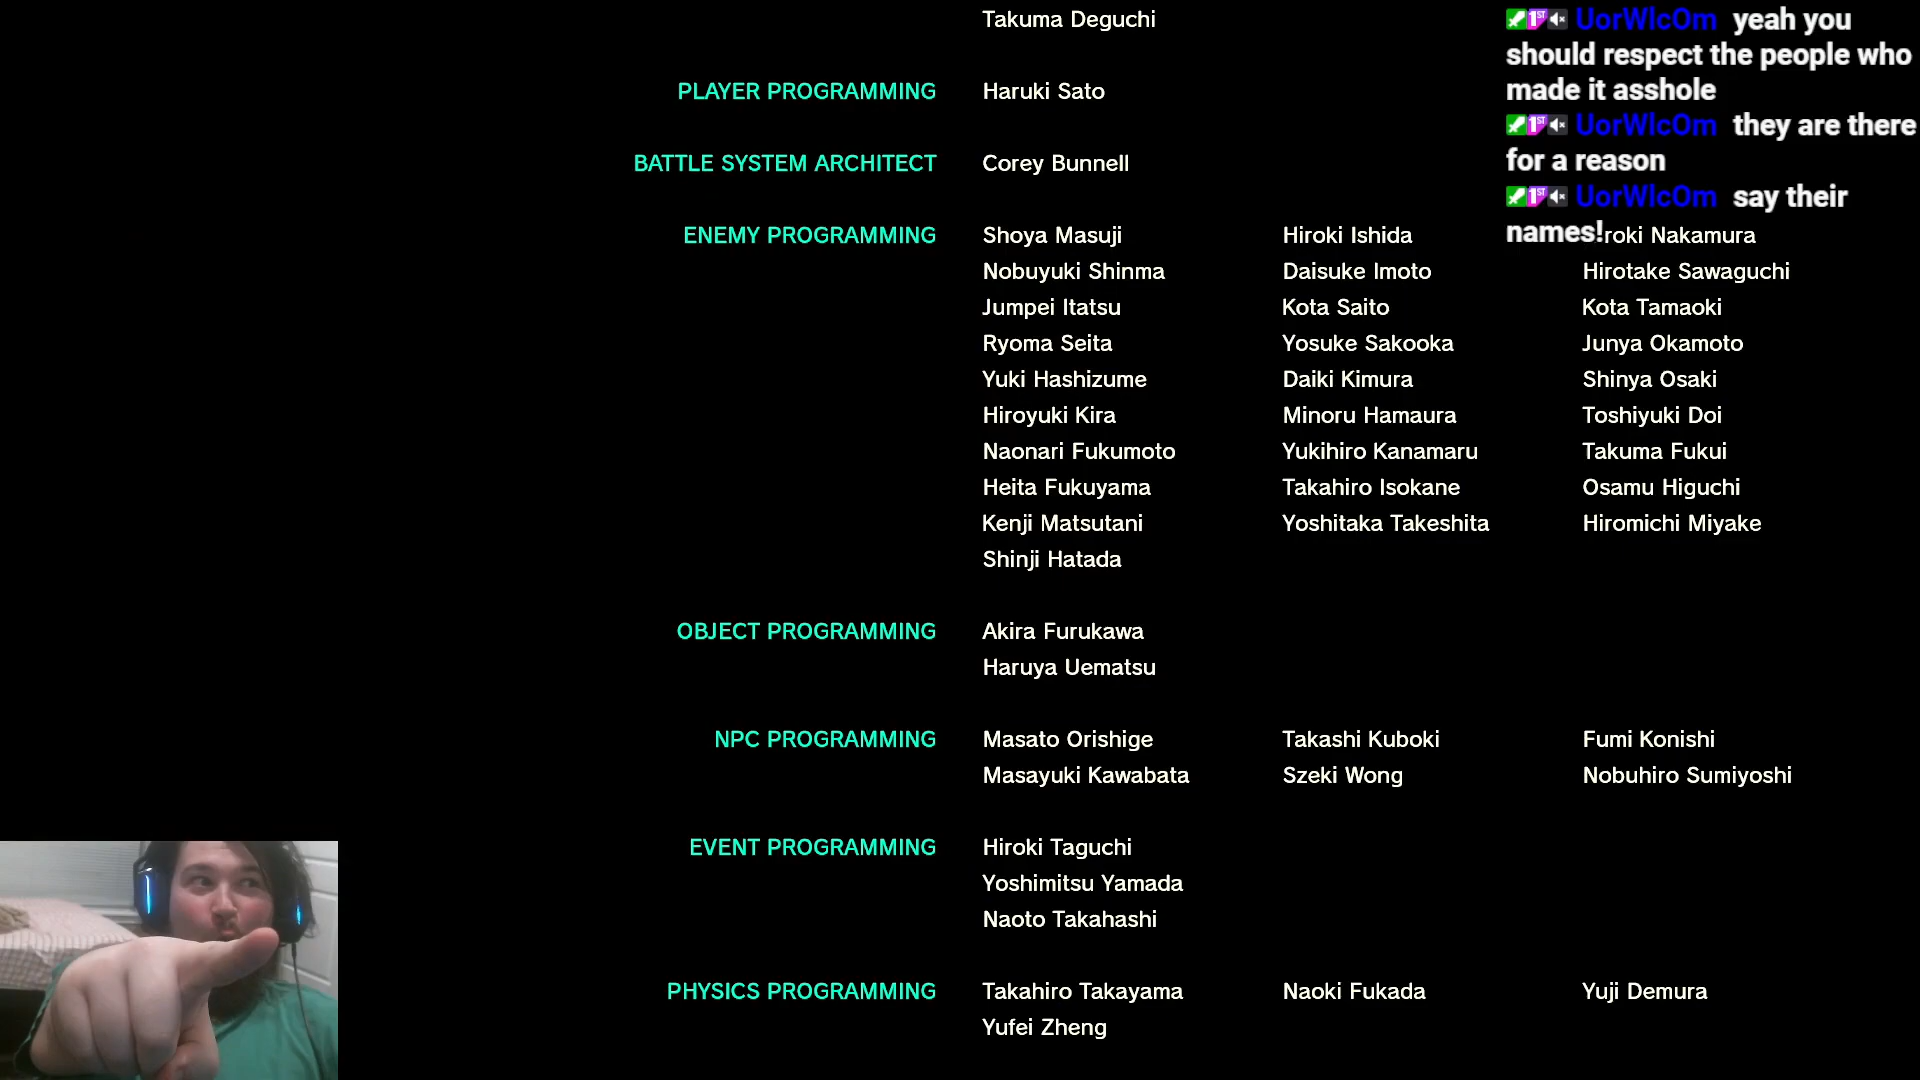 Takuma Deguchi
PLAYER PROGRAMMING Haruki Sato
BATTLE SYSTEM ARCHITECT Corey Bunnell
ENEMY PROGRAMMING Shoya Masuji Hiroki Ishida roki Nakamura
Nobuyuki Shinma Daisuke Imoto Hirotake Sawaguchi
Jumpei Itatsu Kota Saito Kota Tamaoki
Ryoma Seita Yosuke Sakooka Junya Okamoto
Yuki Hashizume Daiki Kimura Shinya Osaki
Hiroyuki Kira Minoru Hamaura Toshiyuki Doi
Naonari Fukumoto Yukihiro Kanamaru Takuma Fukui
Heita Fukuyama Takahiro Isokane Osamu Higuchi
Kenji Matsutani Yoshitaka Takeshita Hiromichi Miyake
Shinji Hatada
OBJECT PROGRAMMING Akira Furukawa
Haruya Uematsu
NPC PROGRAMMING Masato Orishige Takashi Kuboki Fumi Konishi
Masayuki Kawabata Szeki Wong Nobuhiro Sumiyoshi
EVENT PROGRAMMING Hiroki Taguchi
Yoshimitsu Yamada
Naoto Takahashi
PHYSICS PROGRAMMING Takahiro Takayama Naoki Fukada Yuji Demura
Yufei Zheng
1ST UorWlcOm yeah you
should respect the people who
made it asshole
1ST UorWlcOm they are there
for a reason
1ST UorWlcOm say their
names!